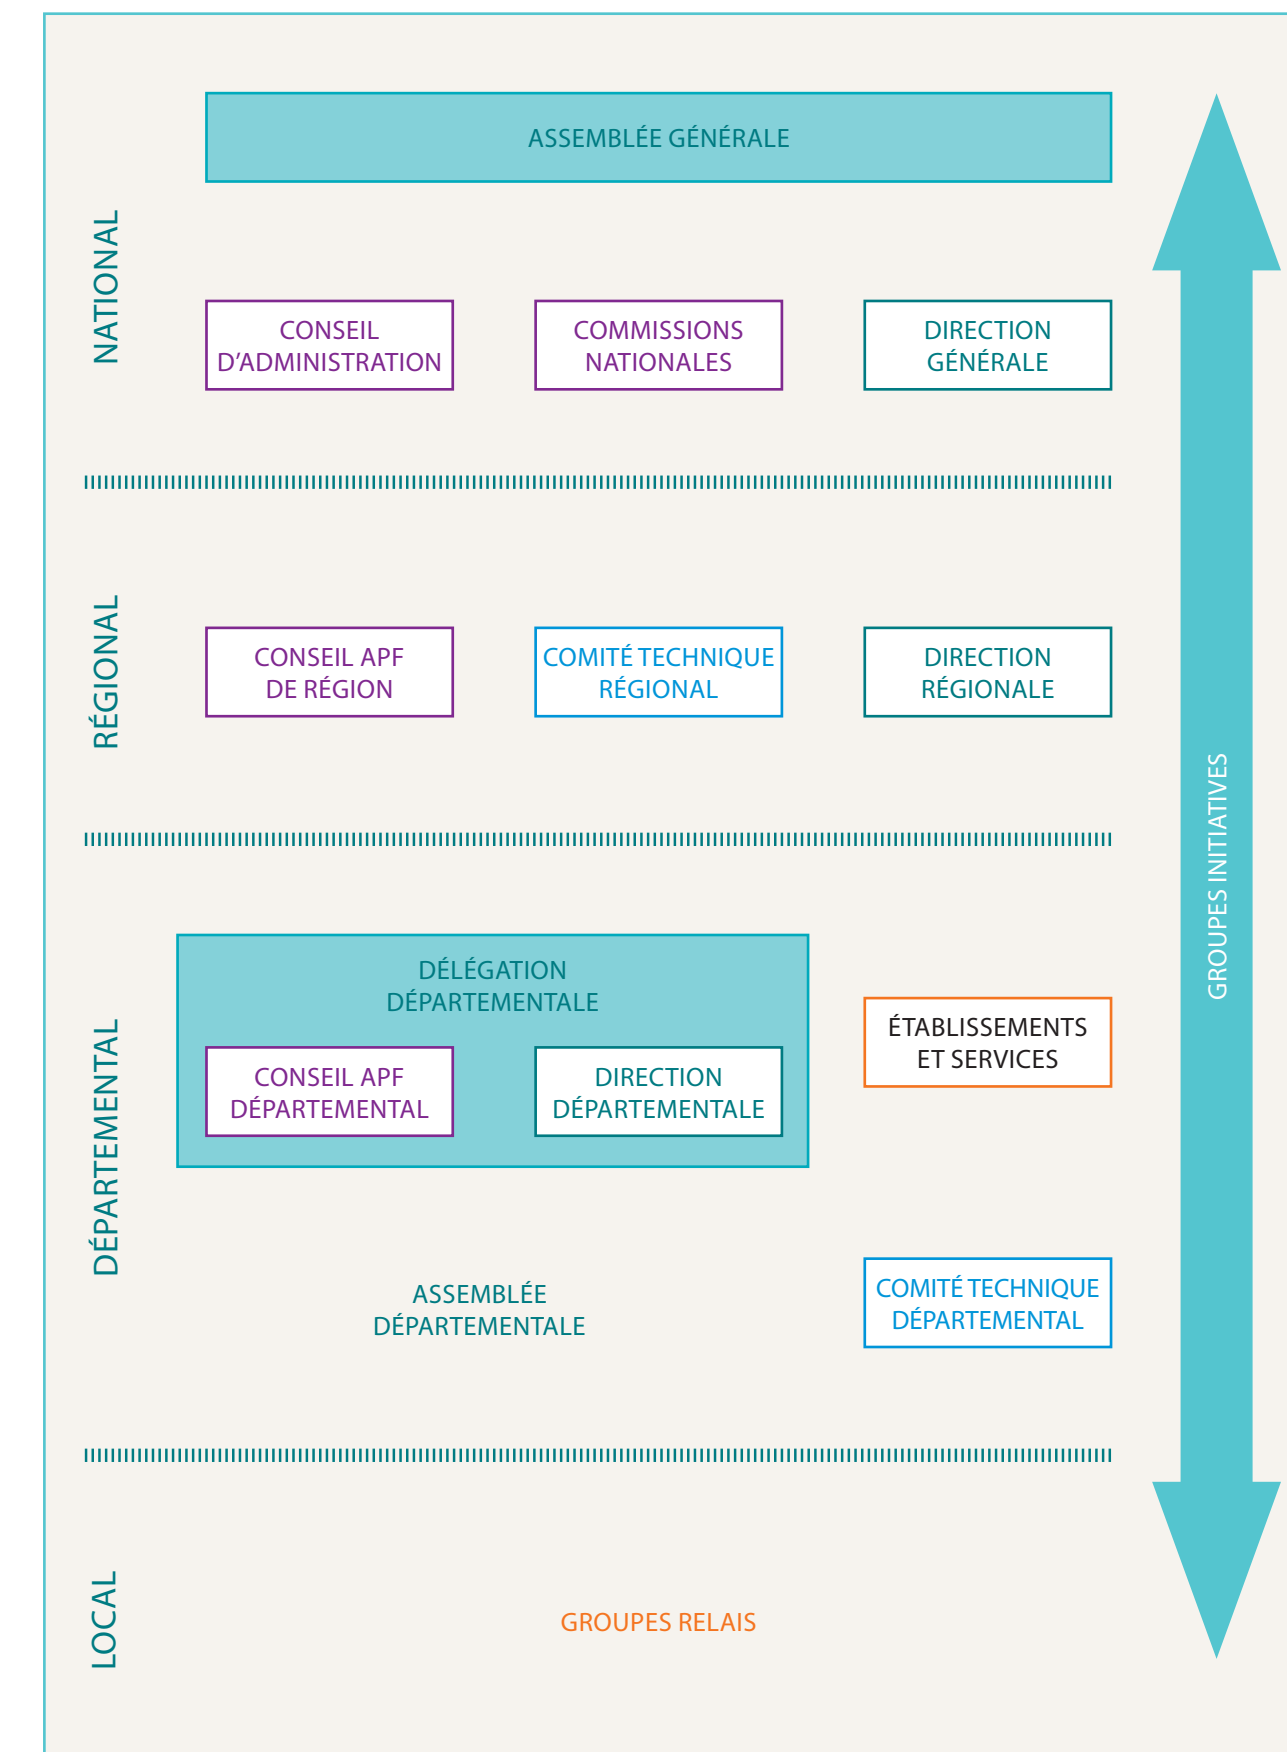 NATIONAL
ASSEMBLÉE GÉNÉRALE
CONSEIL
D'ADMINISTRATION
COMMISSIONS
NATIONALES
DIRECTION
GÉNÉRALE
RÉGIONAL
CONSEIL APF
DE RÉGION
COMITÉ TECHNIQUE
RÉGIONAL
DIRECTION
RÉGIONALE
DÉPARTEMENTAL
DÉLÉGATION
DÉPARTEMENTALE
CONSEIL APF
DÉPARTEMENTAL
DIRECTION
DÉPARTEMENTALE
ÉTABLISSEMENTS
ET SERVICES
ASSEMBLÉE
DÉPARTEMENTALE
COMITÉ TECHNIQUE
DÉPARTEMENTAL
LOCAL
GROUPES RELAIS
GROUPES INITIATIVES